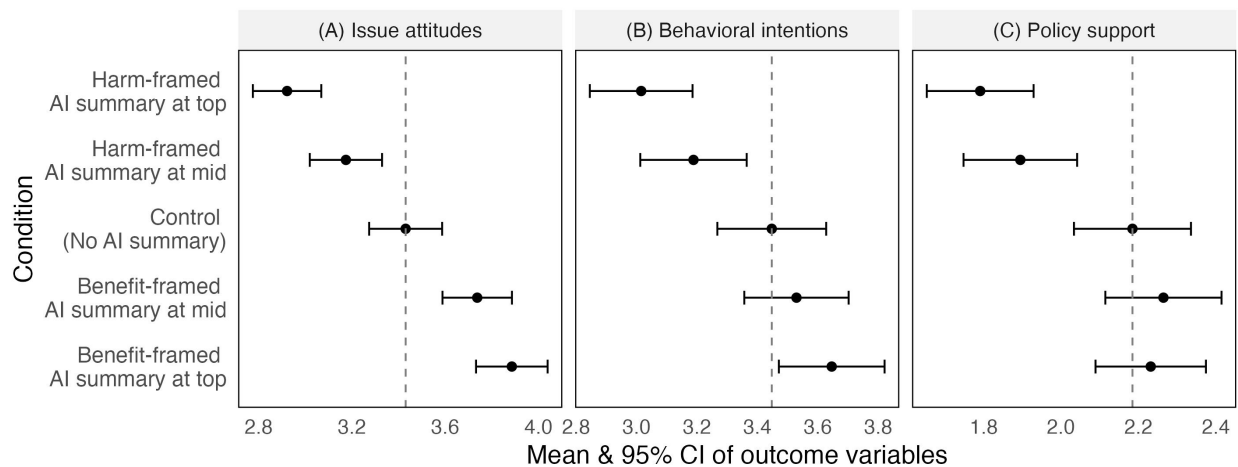 (A) Issue attitudes
(B) Behavioral intentions
(C) Policy support
Condition
Harm-framed
AI summary at top
Harm-framed
AI summary at mid
Control
(No AI summary)
Benefit-framed
AI summary at mid
Benefit-framed
AI summary at top
2.8 3.2 3.6 4.0
2.8 3.0 3.2 3.4 3.6 3.8
1.8 2.0 2.2 2.4
Mean & 95% CI of outcome variables